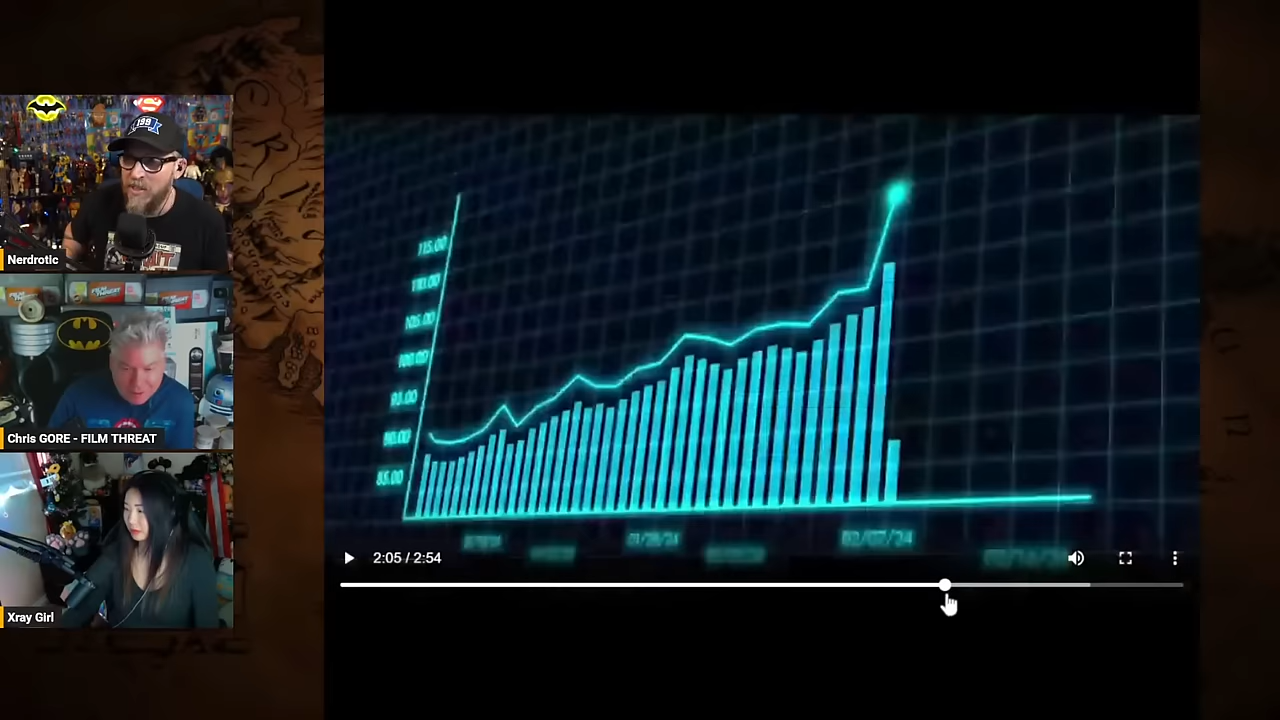 199
Nerdrotic
Chris GORE - FILM THREAT
Xray Girl
115.00
110.00
105.00
100.00
95.00
90.00
85.00
2:05 / 2:54